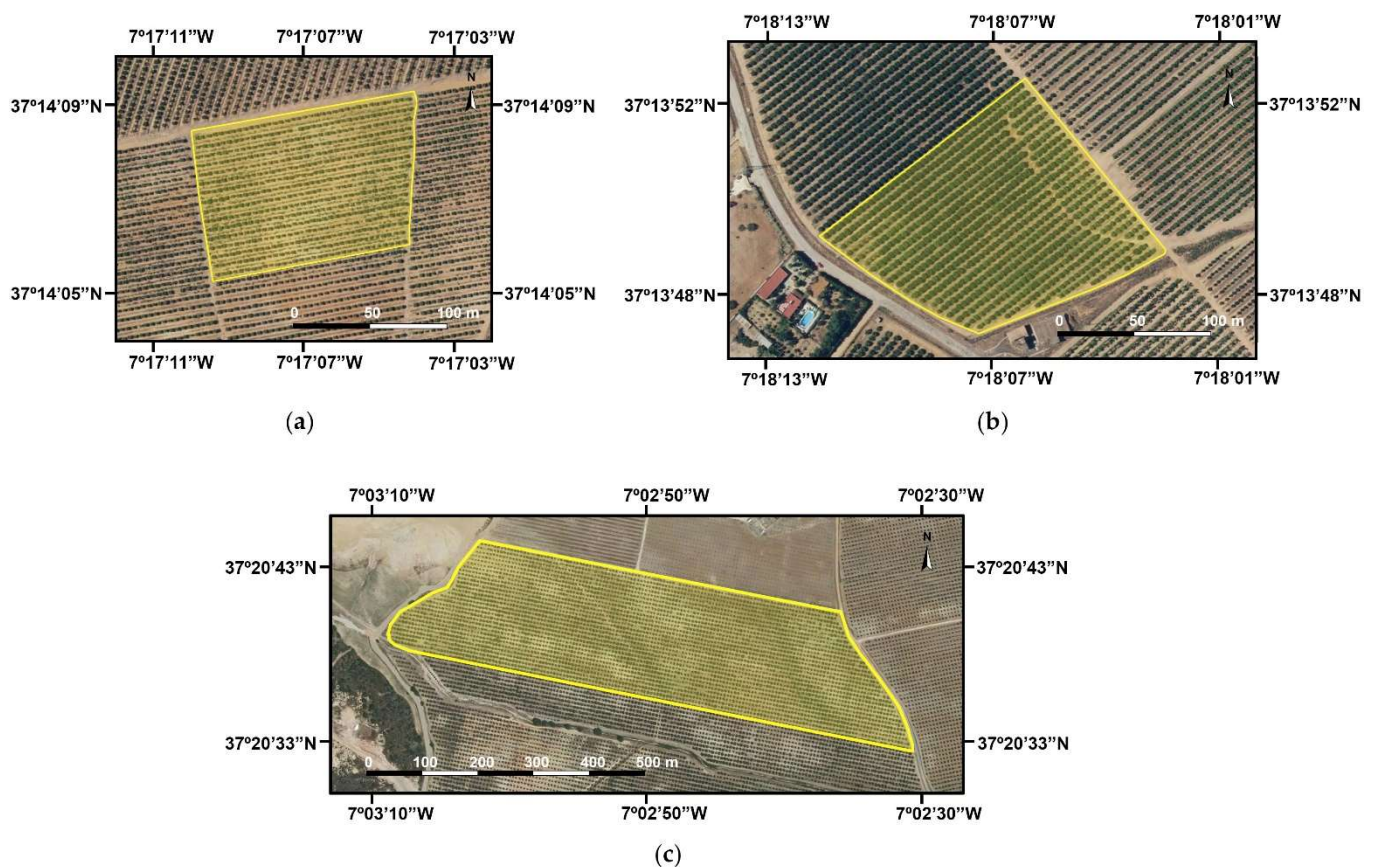 7º17'11"W 7º17'07"W 7º17'03"W
N
37º14'09"N 37º14'09"N
37º14'05"N 37º14'05"N
0 50 100 m
7º17'11"W 7º17'07"W 7º17'03"W
(a)
7º18'13"W 7º18'07"W 7º18'01"W
N
37º13'52"N 37º13'52"N
37º13'48"N 37º13'48"N
0 50 100 m
7º18'13"W 7º18'07"W 7º18'01"W
(b)
7º03'10"W 7º02'50"W 7º02'30"W
N
37º20'43"N 37º20'43"N
37º20'33"N 37º20'33"N
0 100 200 300 400 500 m
7º03'10"W 7º02'50"W 7º02'30"W
(c)